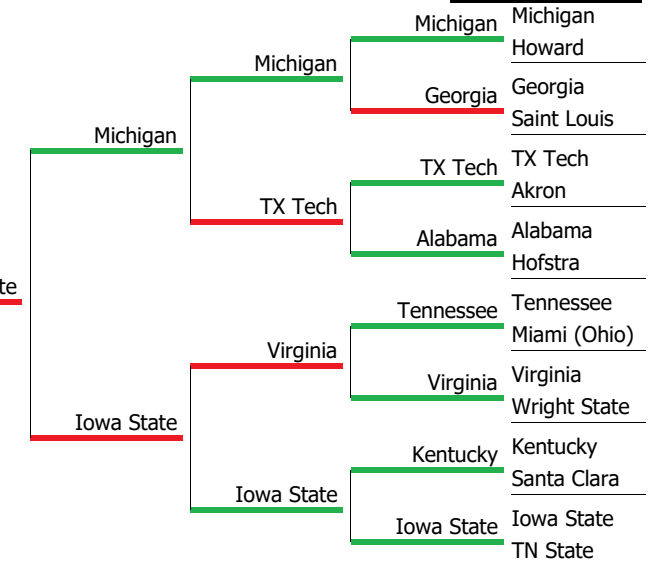 Michigan
Michigan
Howard
Michigan
Georgia
Georgia
Saint Louis
Michigan
TX Tech
TX Tech
Akron
TX Tech
Alabama
Alabama
Hofstra
te
Tennessee
Tennessee
Miami (Ohio)
Virginia
Virginia
Virginia
Wright State
Iowa State
Kentucky
Kentucky
Santa Clara
Iowa State
Iowa State
Iowa State
TN State